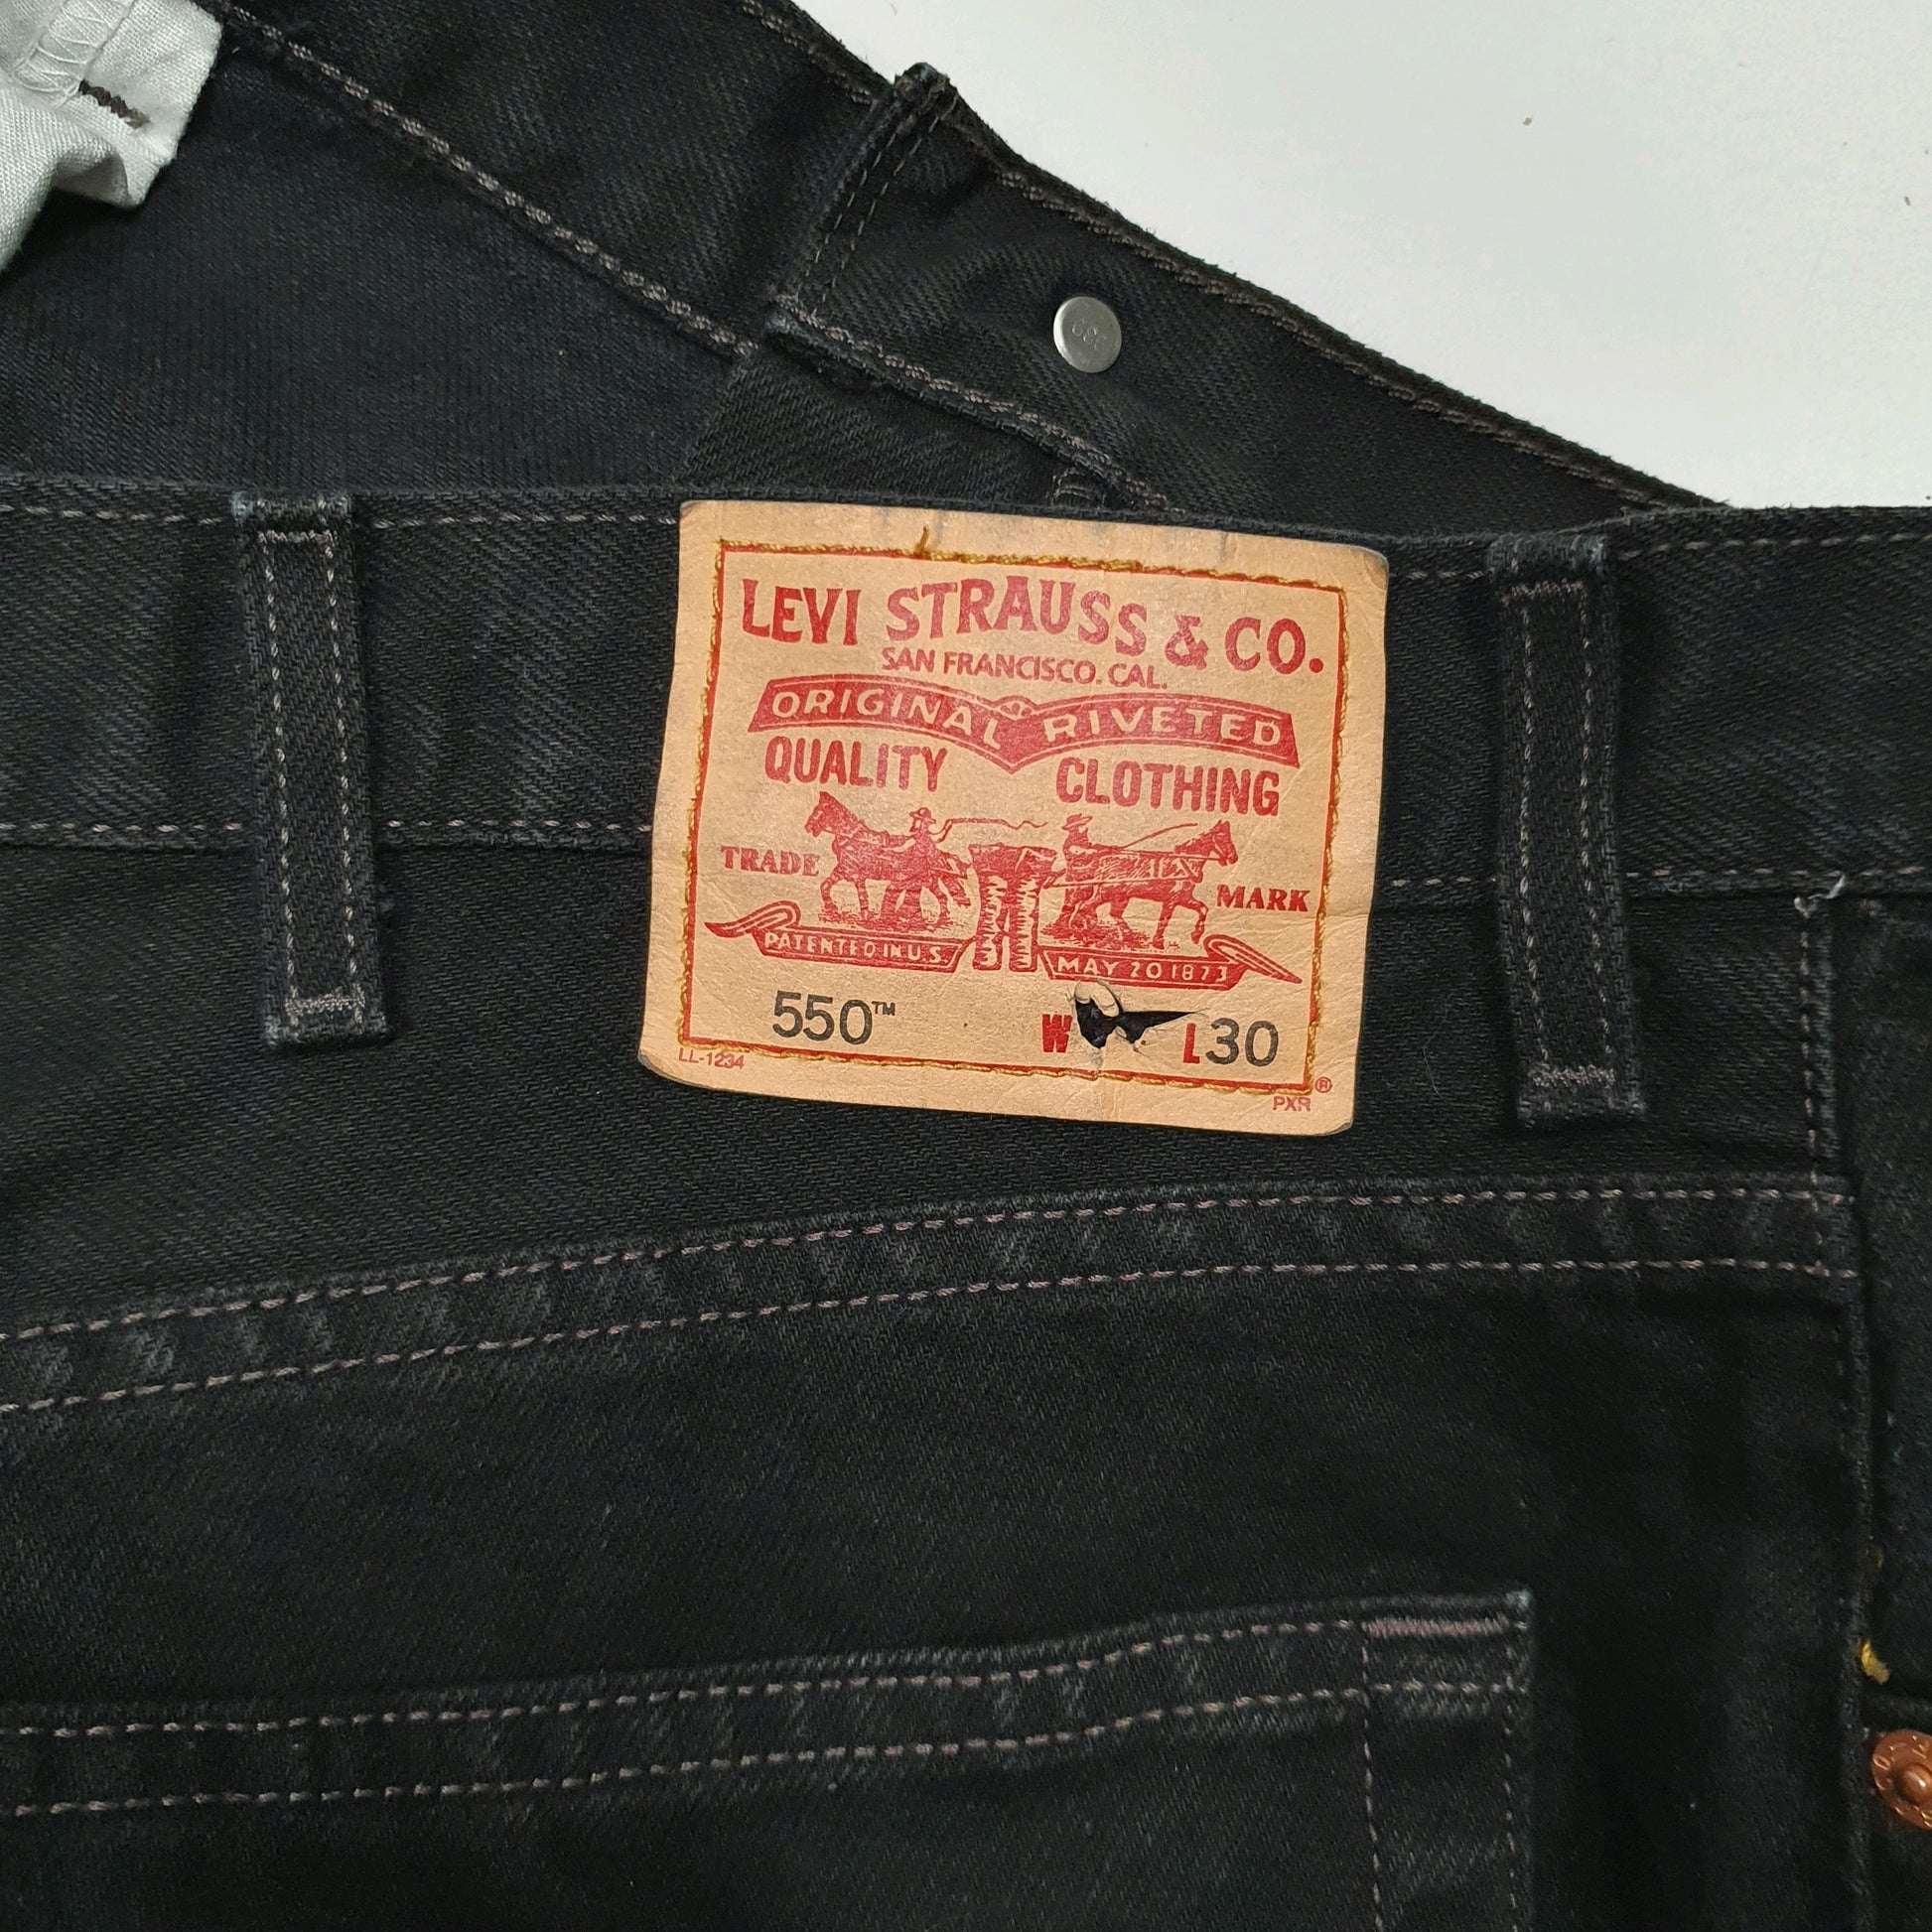 LEVI STRAUSS & CO.
SAN FRANCISCO. CAL.
ORIGINAL RIVETED
QUALITY CLOTHING
TRADE MARK
PATENTED IN U.S. MAY 20 1873
550™ W L30
LL-1234 ®
PXR